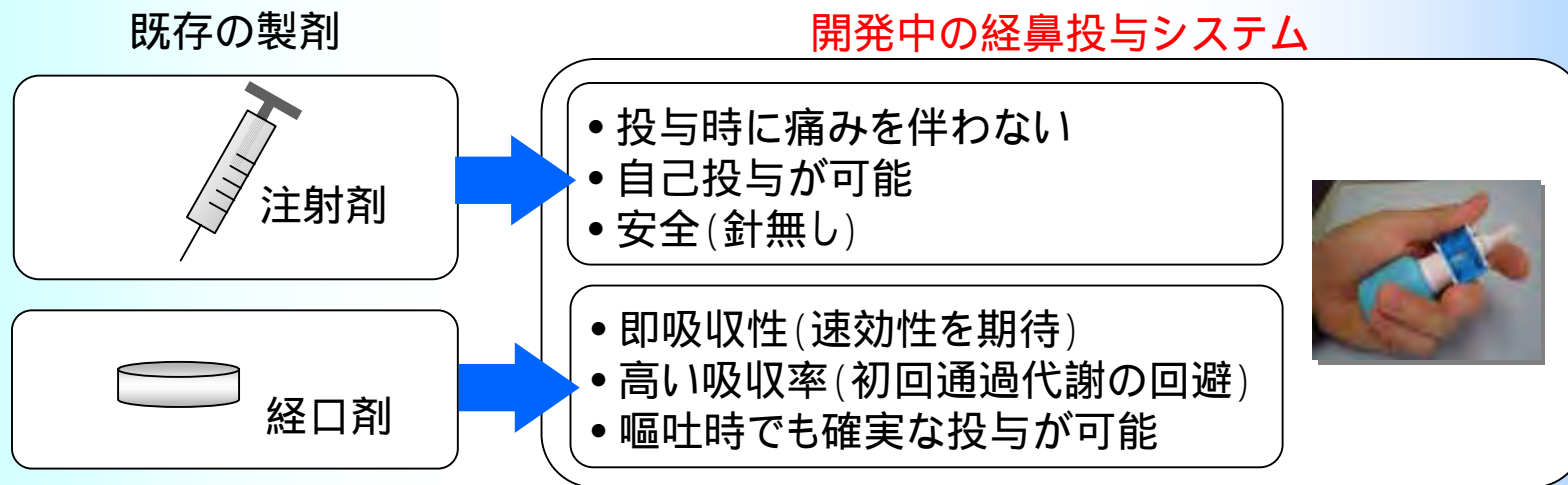 既存の製剤
開発中の経鼻投与システム
注射剤
• 投与時に痛みを伴わない
• 自己投与が可能
• 安全(針無し)
経口剤
• 即吸収性(速効性を期待)
• 高い吸収率(初回通過代謝の回避)
• 嘔吐時でも確実な投与が可能